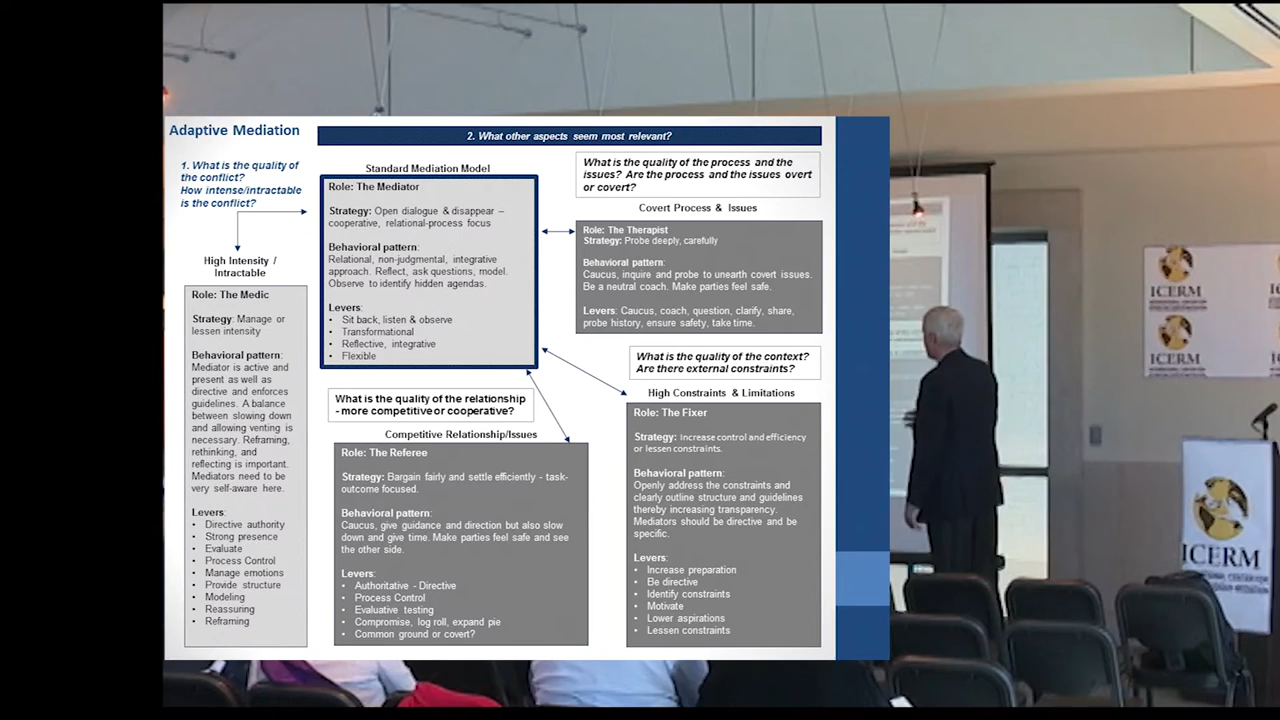 Adaptive Mediation
2. What other aspects seem most relevant?
1. What is the quality of
the conflict?
How intense/intractable
is the conflict?
High Intensity /
Intractable
Role: The Medic
Strategy: Manage or
lessen intensity
Behavioral pattern:
Mediator is active and
present as well as
directive and enforces
guidelines. A balance
between slowing down
and allowing venting is
necessary. Reframing,
rethinking, and
reflecting is important.
Mediators need to be
very self-aware here.
Levers:
• Directive authority
• Strong presence
• Evaluate
• Process Control
• Manage emotions
• Provide structure
• Modeling
• Reassuring
• Reframing
Standard Mediation Model
Role: The Mediator
Strategy: Open dialogue & disappear –
cooperative, relational-process focus
Behavioral pattern:
Relational, non-judgmental, integrative
approach. Reflect, ask questions, model.
Observe to identify hidden agendas.
Levers:
• Sit back, listen & observe
• Transformational
• Reflective, integrative
• Flexible
What is the quality of the relationship
- more competitive or cooperative?
Competitive Relationship/Issues
Role: The Referee
Strategy: Bargain fairly and settle efficiently - task-
outcome focused.
Behavioral pattern:
Caucus, give guidance and direction but also slow
down and give time. Make parties feel safe and see
the other side.
Levers:
• Authoritative - Directive
• Process Control
• Evaluative testing
• Compromise, log roll, expand pie
• Common ground or covert?
What is the quality of the process and the
issues? Are the process and the issues overt
or covert?
Covert Process & Issues
Role: The Therapist
Strategy: Probe deeply, carefully
Behavioral pattern:
Caucus, inquire and probe to unearth covert issues.
Be a neutral coach. Make parties feel safe.
Levers: Caucus, coach, question, clarify, share,
probe history, ensure safety, take time.
What is the quality of the context?
Are there external constraints?
High Constraints & Limitations
Role: The Fixer
Strategy: Increase control and efficiency
or lessen constraints.
Behavioral pattern:
Openly address the constraints and
clearly outline structure and guidelines
thereby increasing transparency.
Mediators should be directive and be
specific.
Levers:
• Increase preparation
• Be directive
• Identify constraints
• Motivate
• Lower aspirations
• Lessen constraints
ICERM
ICERM
ICERM